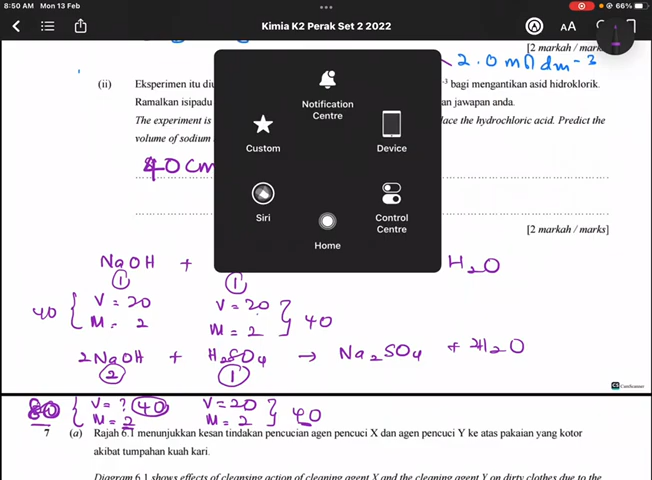 8:50 AM Mon 13 Feb
66%
Kimia K2 Perak Set 2 2022
AA
[2 markah / marks]
2.0 mol dm-3
(ii) Eksperimen itu diu -3 bagi mengantikan asid hidroklorik.
Ramalkan isipadu an jawapan anda.
The experiment is lace the hydrochloric acid. Predict the
volume of sodium
40 cm
[2 markah / marks]
Notification Centre
Custom
Device
Siri
Control Centre
Home
NaOH + H2O
1 1
40 { V = 20 V = 20 } 40
M = 2 M = 2
2NaOH + H2SO4 → Na2SO4 + 2H2O
2 1
CamScanner
80 { V = ? 40 V = 20 } 40
M = 2 M = 2
7 (a) Rajah 6.1 menunjukkan kesan tindakan pencucian agen pencuci X dan agen pencuci Y ke atas pakaian yang kotor
akibat tumpahan kuah kari.
Diagram 6.1 shows effects of cleansing action of cleaning agent X and the cleaning agent Y on dirty clothes due to the